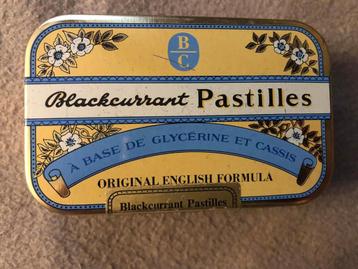 B
C
Blackcurrant Pastilles
À BASE DE GLYCÉRINE ET CASSIS
ORIGINAL ENGLISH FORMULA
Blackcurrant Pastilles